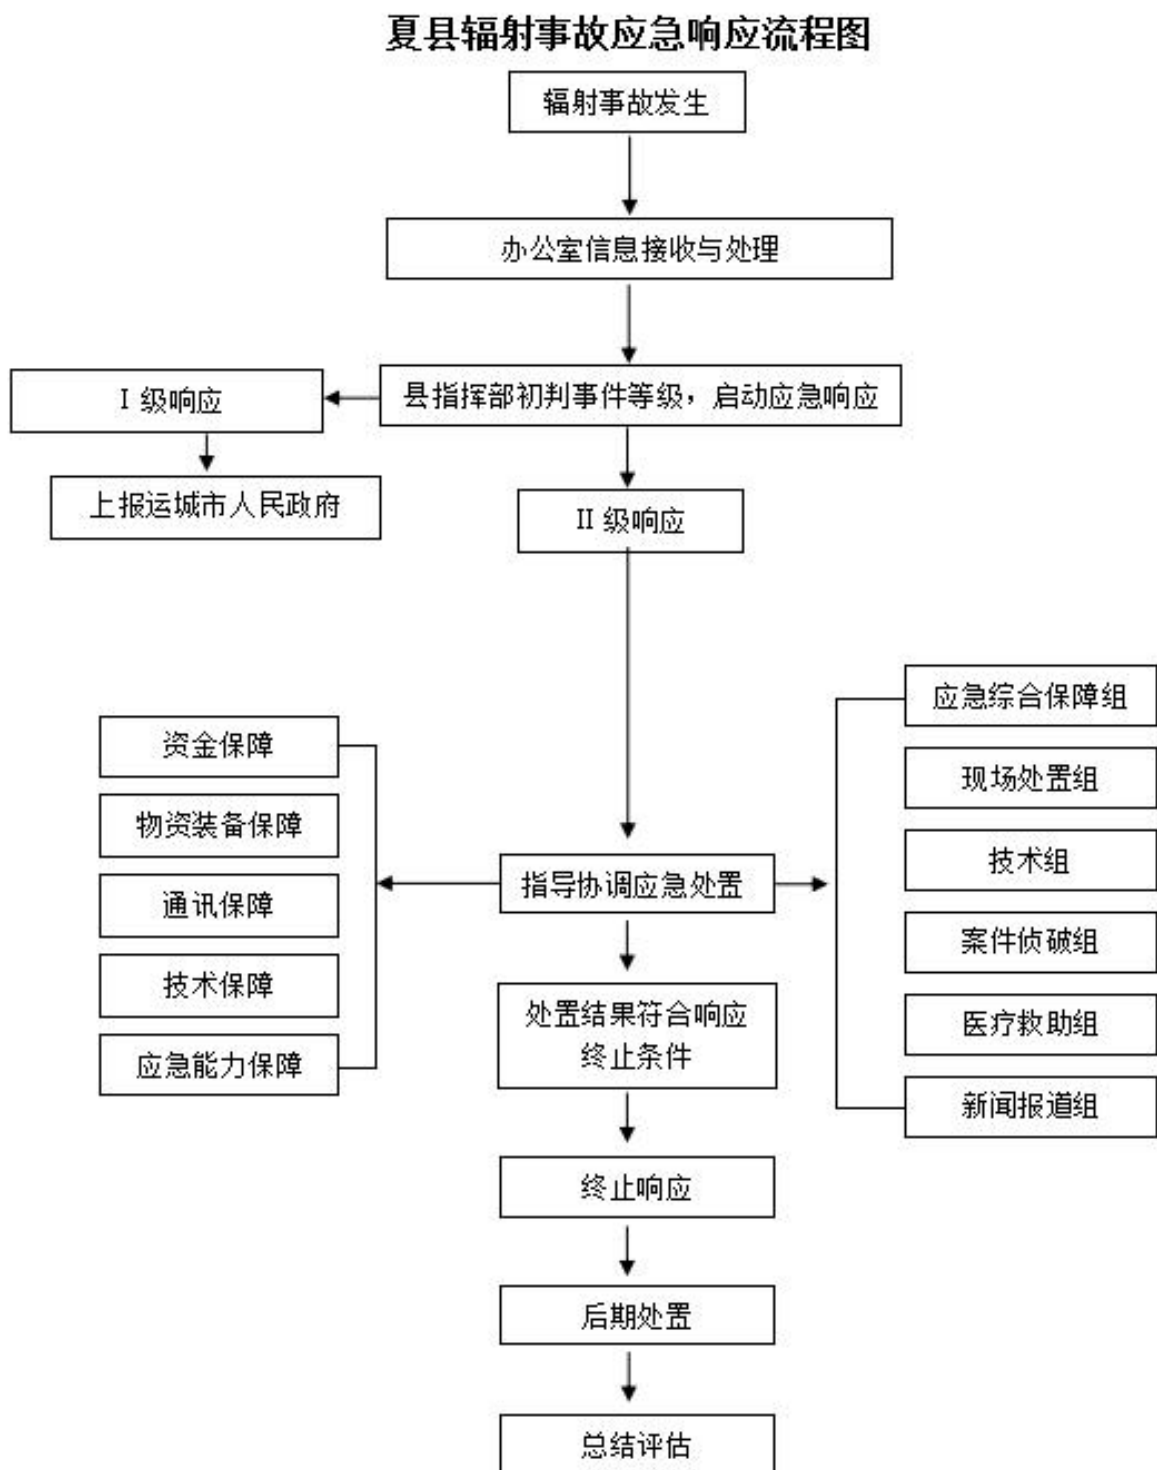 夏县辐射事故应急响应流程图
辐射事故发生
办公室信息接收与处理
县指挥部初判事件等级，启动应急响应
Ⅰ级响应
上报运城市人民政府
II 级响应
资金保障
物资装备保障
通讯保障
技术保障
应急能力保障
指导协调应急处置
应急综合保障组
现场处置组
技术组
案件侦破组
医疗救助组
新闻报道组
处置结果符合响应
终止条件
终止响应
后期处置
总结评估